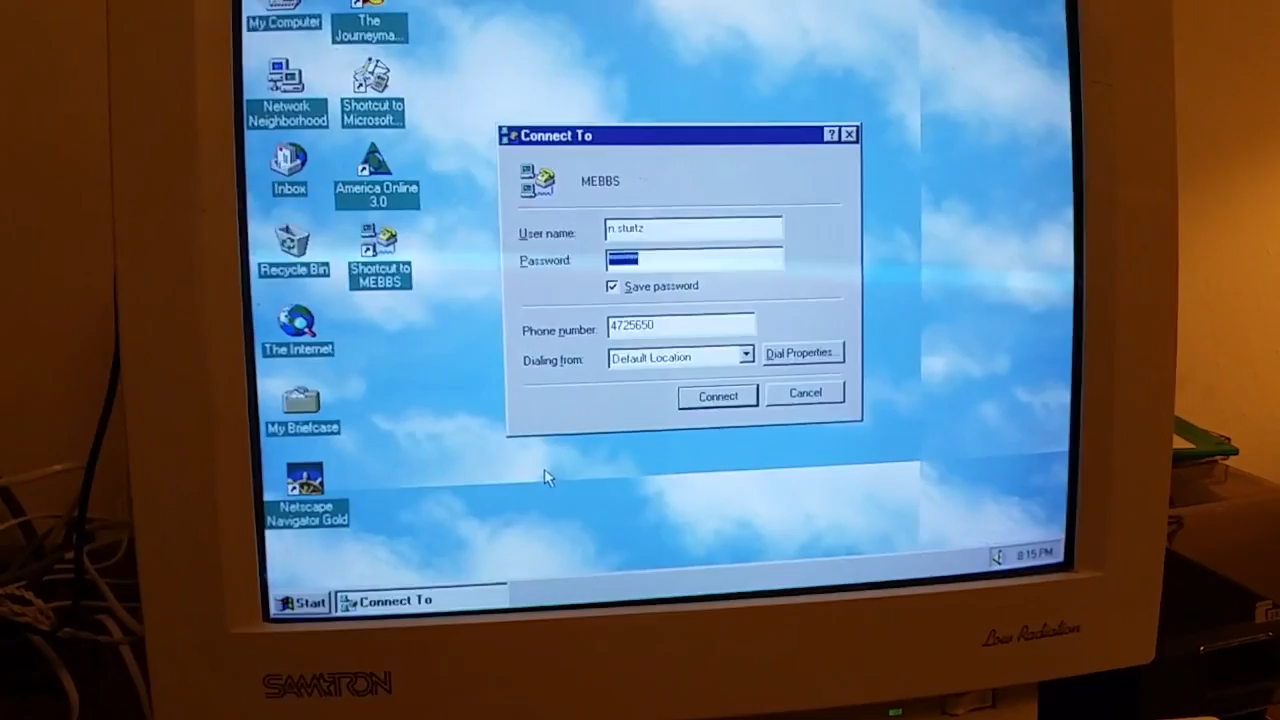 My Computer
The
Journeyma...
Network
Neighborhood
Shortcut to
Microsoft...
Inbox
America Online
3.0
Recycle Bin
Shortcut to
MEBBS
The Internet
My Briefcase
Netscape
Navigator Gold
Connect To
MEBBS
User name: n.sturtz
Password:
Save password
Phone number: 4725650
Dialing from: Default Location
Dial Properties...
Connect
Cancel
Start
Connect To
8:15 PM
Low Radiation
SAMTRON